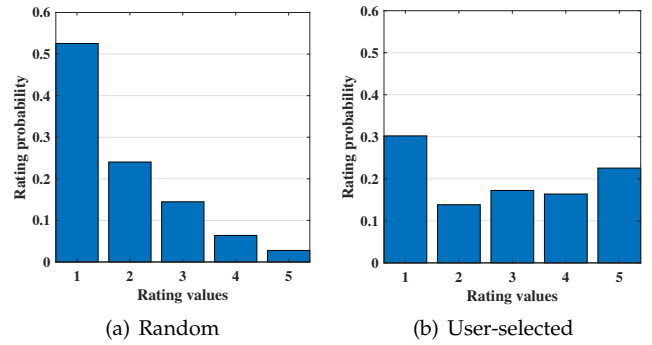 Rating probability
0.6
0.5
0.4
0.3
0.2
0.1
0
1 2 3 4 5
Rating values
(a) Random
Rating probability
0.6
0.5
0.4
0.3
0.2
0.1
0
1 2 3 4 5
Rating values
(b) User-selected